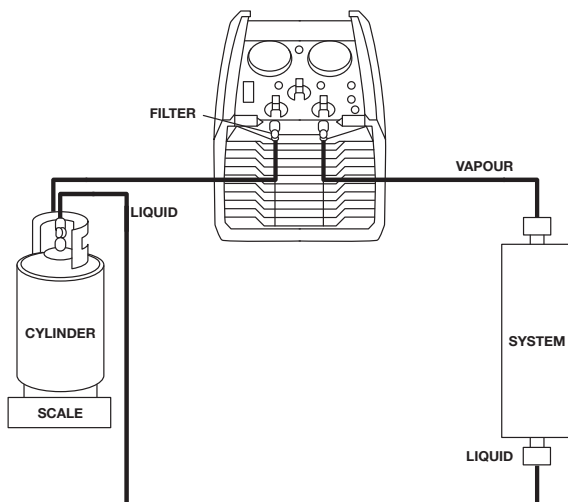 FILTER
VAPOUR
LIQUID
CYLINDER
SYSTEM
SCALE
LIQUID